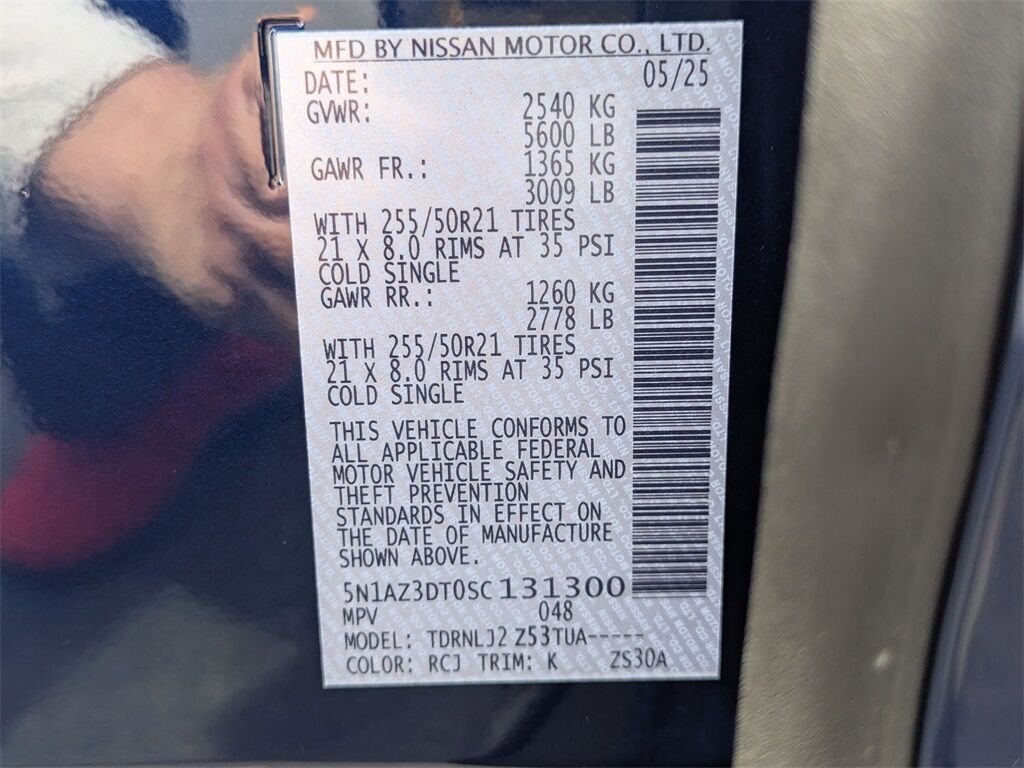 MFD BY NISSAN MOTOR CO., LTD.
DATE: 05/25
GVWR: 2540 KG
5600 LB
GAWR FR.: 1365 KG
3009 LB
WITH 255/50R21 TIRES
21 X 8.0 RIMS AT 35 PSI
COLD SINGLE
GAWR RR.: 1260 KG
2778 LB
WITH 255/50R21 TIRES
21 X 8.0 RIMS AT 35 PSI
COLD SINGLE
THIS VEHICLE CONFORMS TO
ALL APPLICABLE FEDERAL
MOTOR VEHICLE SAFETY AND
THEFT PREVENTION
STANDARDS IN EFFECT ON
THE DATE OF MANUFACTURE
SHOWN ABOVE.
5N1AZ3DT0SC 131300
MPV 048
MODEL: TDRNLJ2 Z53TUA-----
COLOR: RCJ TRIM: K ZS30A